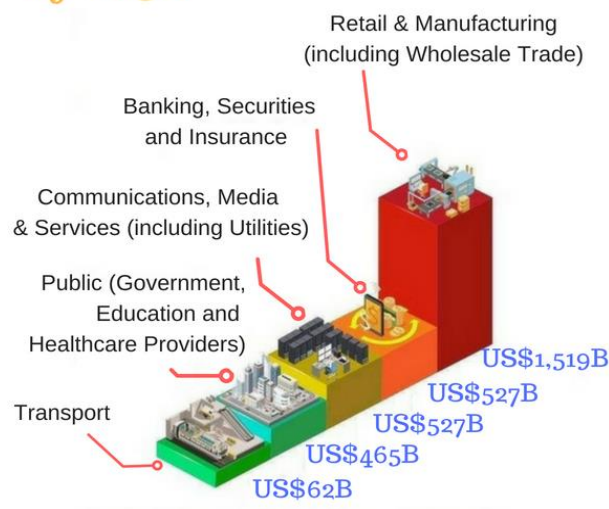 Retail & Manufacturing
(including Wholesale Trade)
Banking, Securities
and Insurance
Communications, Media
& Services (including Utilities)
Public (Government,
Education and
Healthcare Providers)
Transport
US$1,519B
US$527B
US$527B
US$465B
US$62B